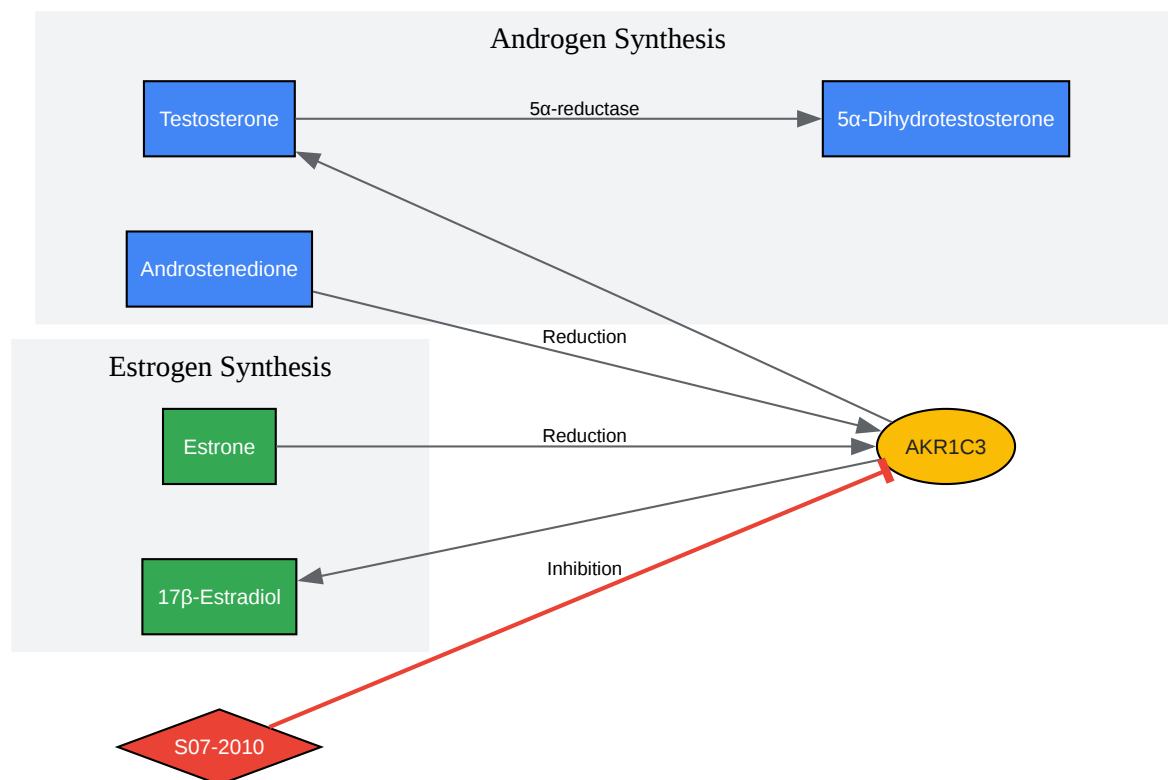 Androgen Synthesis
Testosterone
5α-reductase
5α-Dihydrotestosterone
Androstenedione
Reduction
Estrogen Synthesis
Estrone
Reduction
AKR1C3
17β-Estradiol
Inhibition
S07-2010